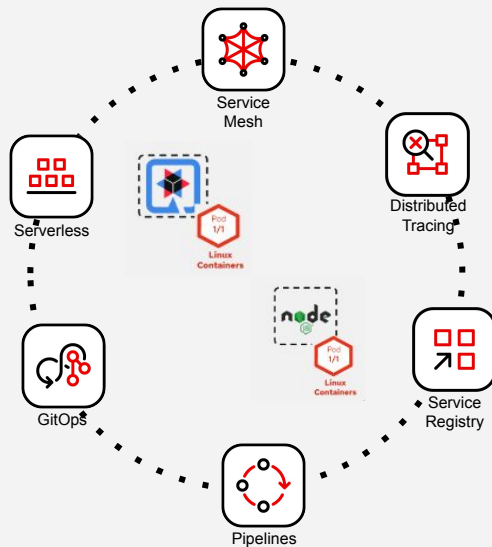 Service
Mesh
Serverless
Pod
1/1
Linux
Containers
Distributed
Tracing
node
JS
Pod
1/1
Linux
Containers
GitOps
Service
Registry
Pipelines